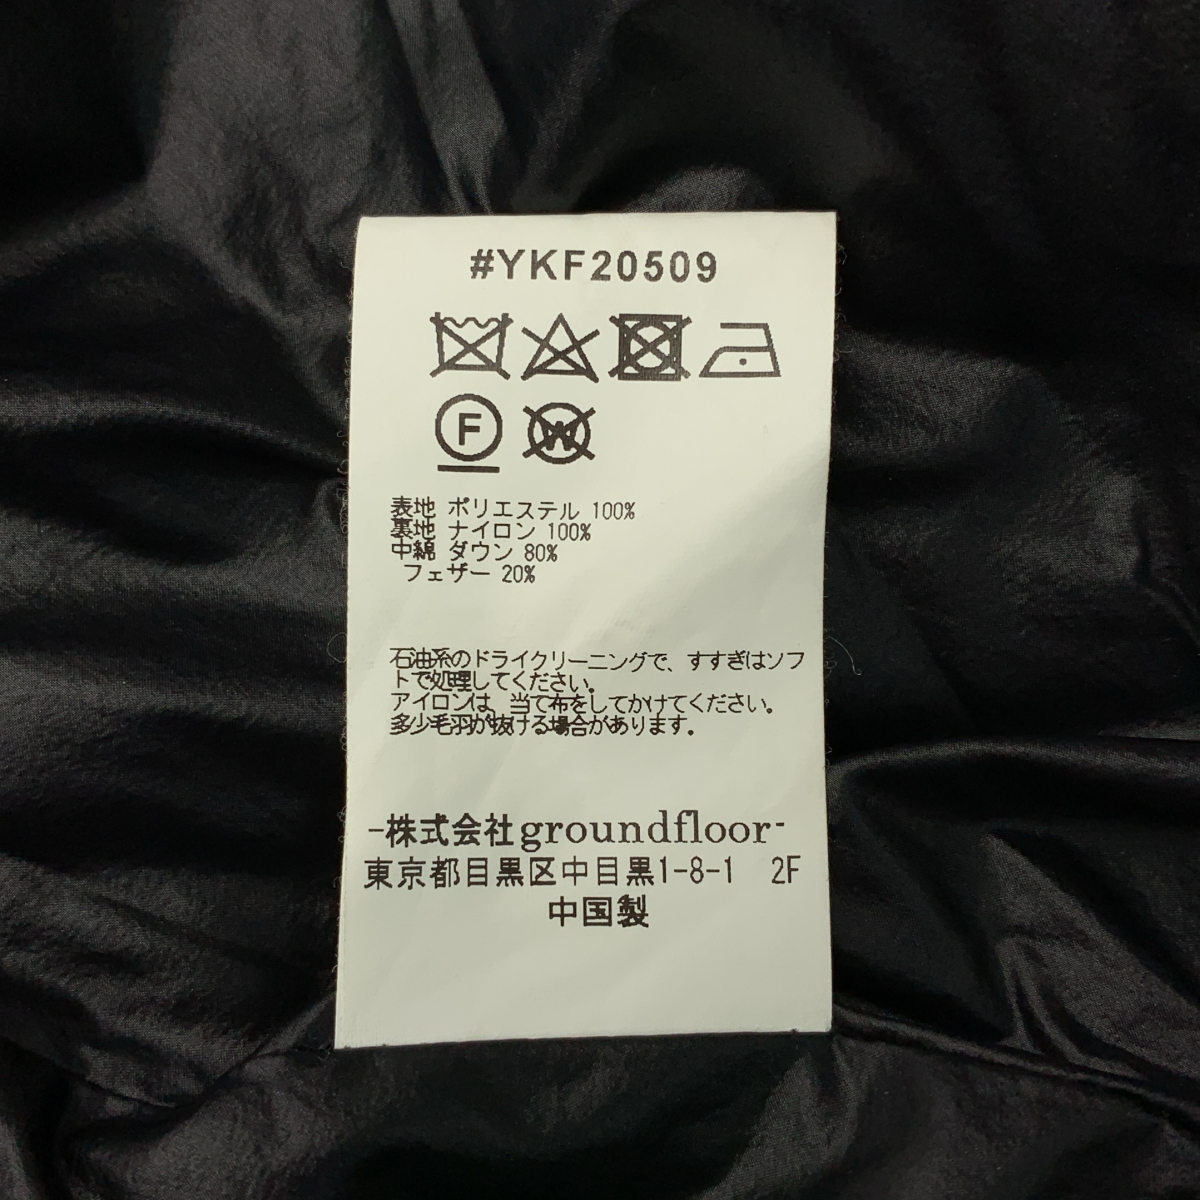 #YKF20509
F W
表地 ポリエステル 100%
裏地 ナイロン 100%
中綿 ダウン 80%
フェザー 20%
石油系のドライクリーニングで、すすぎはソフ
トで処理してください。
アイロンは、当て布をしてかけてください。
多少毛羽が抜ける場合があります。
-株式会社groundfloor-
東京都目黒区中目黒1-8-1 2F
中国製